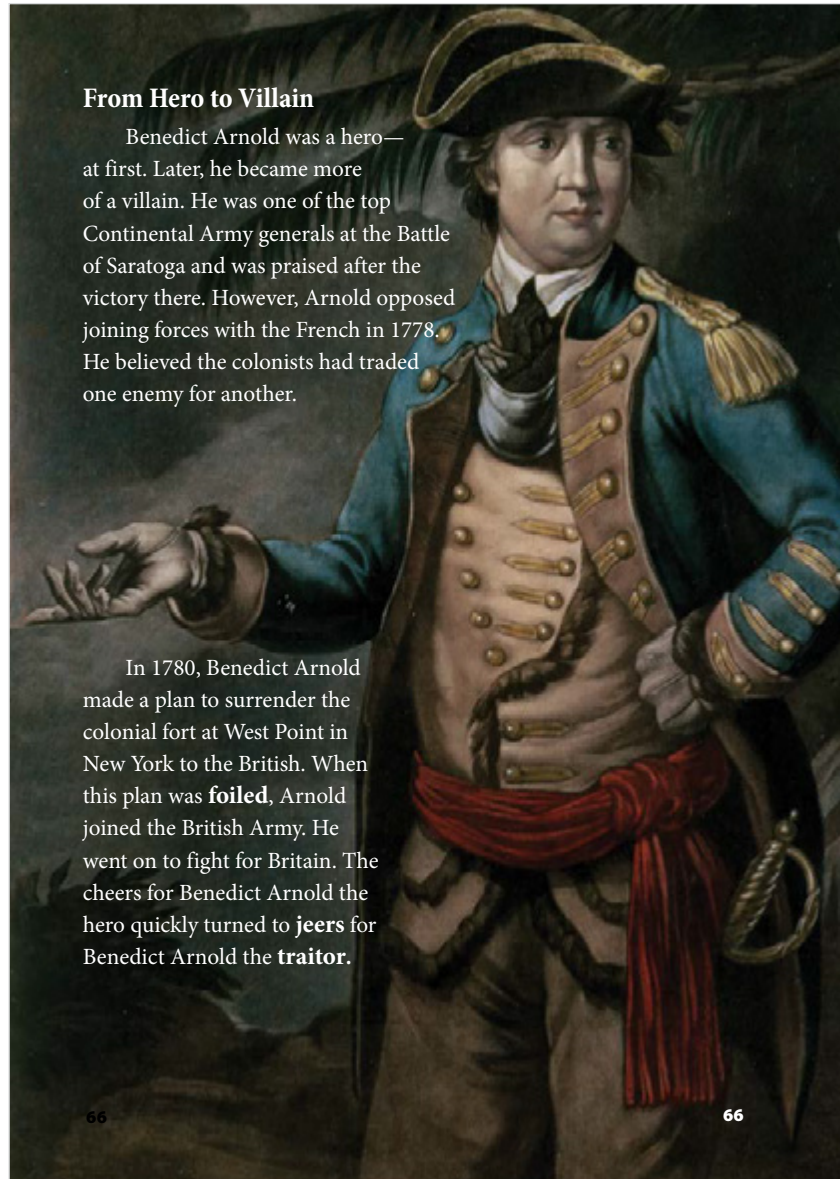 From Hero to Villain
Benedict Arnold was a hero—
at first. Later, he became more
of a villain. He was one of the top
Continental Army generals at the Battle
of Saratoga and was praised after the
victory there. However, Arnold opposed
joining forces with the French in 1778.
He believed the colonists had traded
one enemy for another.
In 1780, Benedict Arnold
made a plan to surrender the
colonial fort at West Point in
New York to the British. When
this plan was foiled, Arnold
joined the British Army. He
went on to fight for Britain. The
cheers for Benedict Arnold the
hero quickly turned to jeers for
Benedict Arnold the traitor.
66
66